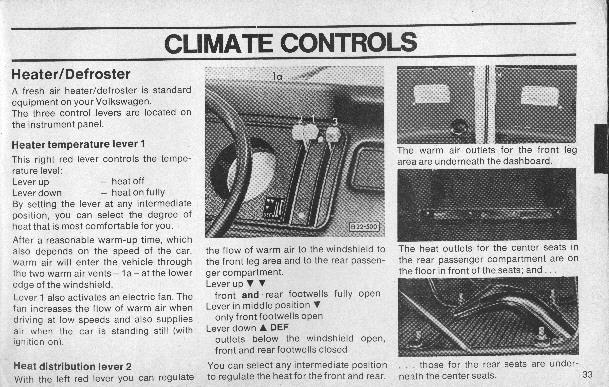 CLIMATE CONTROLS
Heater/Defroster
A fresh air heater/defroster is standard
equipment on your Volkswagen.
The three control levers are located on
the instrument panel.
Heater temperature lever 1
This right red lever controls the tempe-
rature level:
Lever up – heat off
Lever down – heat on fully
By setting the lever at any intermediate
position, you can select the degree of
heat that is most comfortable for you.
After a reasonable warm-up time, which
also depends on the speed of the car,
warm air will enter the vehicle through
the two warm air vents – 1a – at the lower
edge of the windshield.
Lever 1 also activates an electric fan. The
fan increases the flow of warm air when
driving at low speeds and also supplies
air when the car is standing still (with
ignition on).
Heat distribution lever 2
With the left red lever you can regulate
1a
2 1 3
B 22-500
the flow of warm air to the windshield to
the front leg area and to the rear passen-
ger compartment.
Lever up ▼ ▼
front and rear footwells fully open
Lever in middle position ▼
only front footwells open
Lever down ▲ DEF
outlets below the windshield open,
front and rear footwells closed
You can select any intermediate position
to regulate the heat for the front and rear.
The warm air outlets for the front leg
area are underneath the dashboard.
The heat outlets for the center seats in
the rear passenger compartment are on
the floor in front of the seats; and . . .
. . . those for the rear seats are under-
neath the center seats.
33